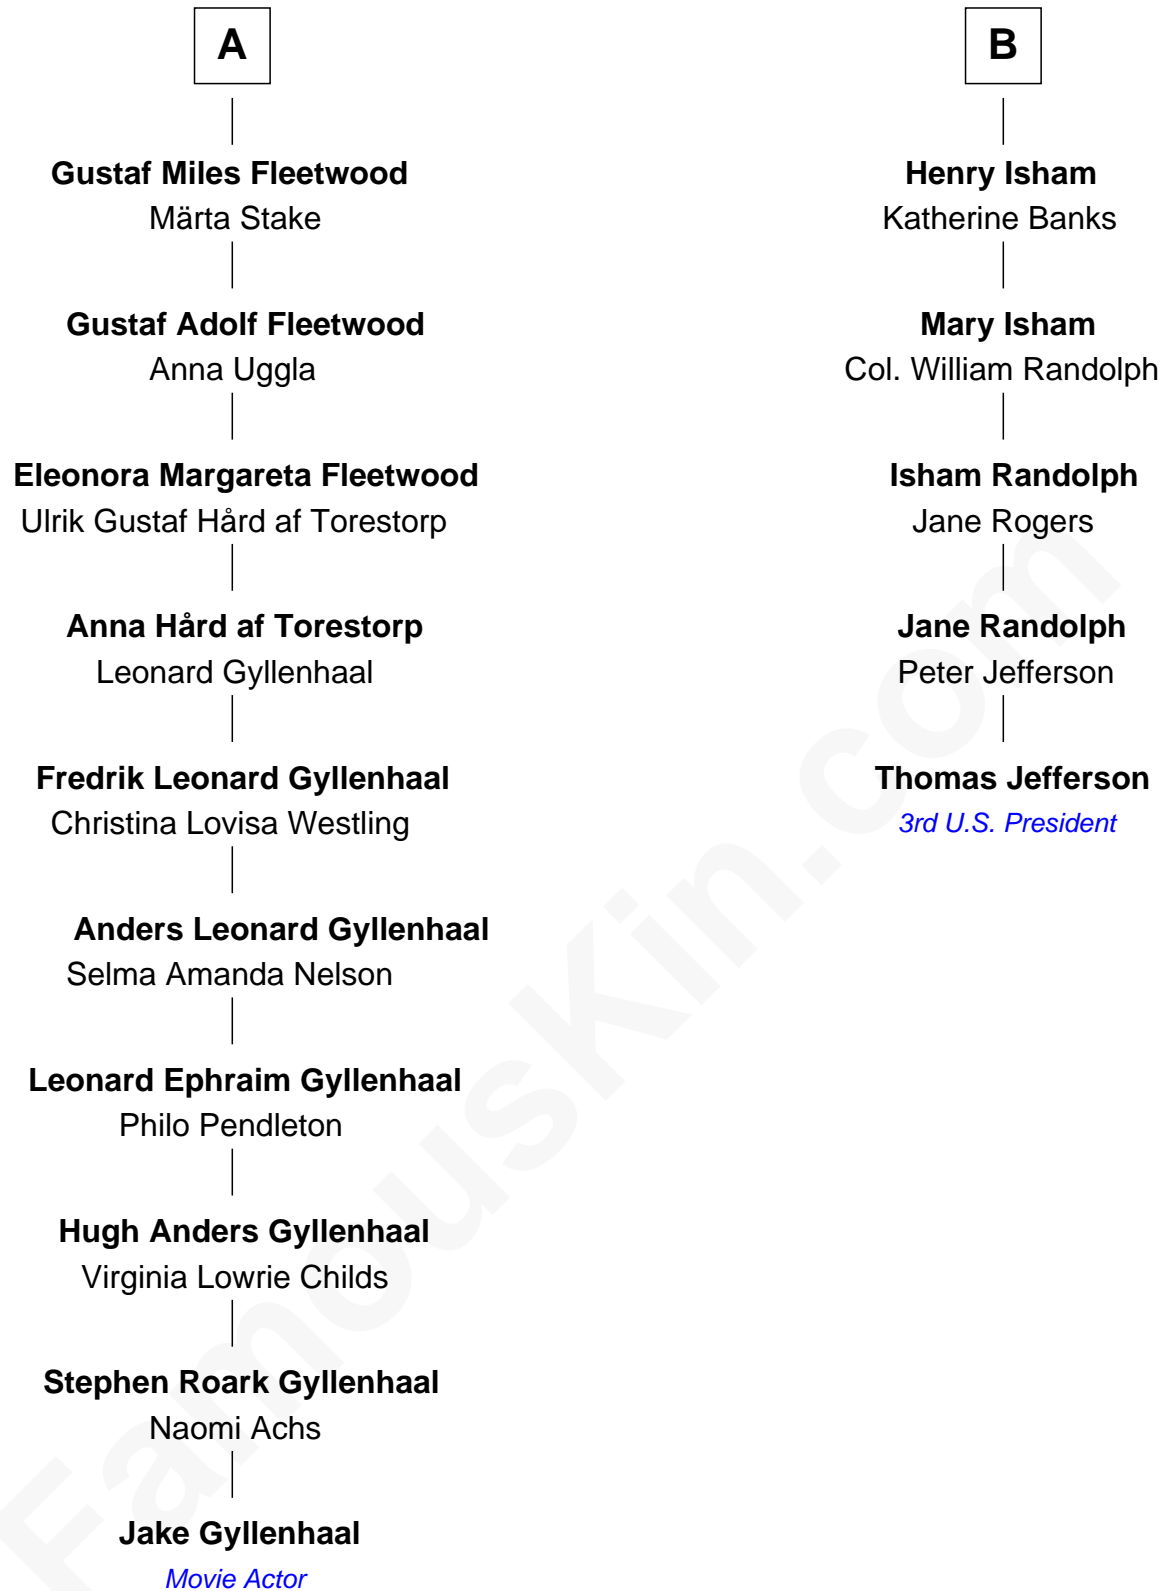 A
Gustaf Miles Fleetwood
Märta Stake
Gustaf Adolf Fleetwood
Anna Uggla
Eleonora Margareta Fleetwood
Ulrik Gustaf Hård af Torestorp
Anna Hård af Torestorp
Leonard Gyllenhaal
Fredrik Leonard Gyllenhaal
Christina Lovisa Westling
Anders Leonard Gyllenhaal
Selma Amanda Nelson
Leonard Ephraim Gyllenhaal
Philo Pendleton
Hugh Anders Gyllenhaal
Virginia Lowrie Childs
Stephen Roark Gyllenhaal
Naomi Achs
Jake Gyllenhaal
Movie Actor
B
Henry Isham
Katherine Banks
Mary Isham
Col. William Randolph
Isham Randolph
Jane Rogers
Jane Randolph
Peter Jefferson
Thomas Jefferson
3rd U.S. President
FamousKin.com